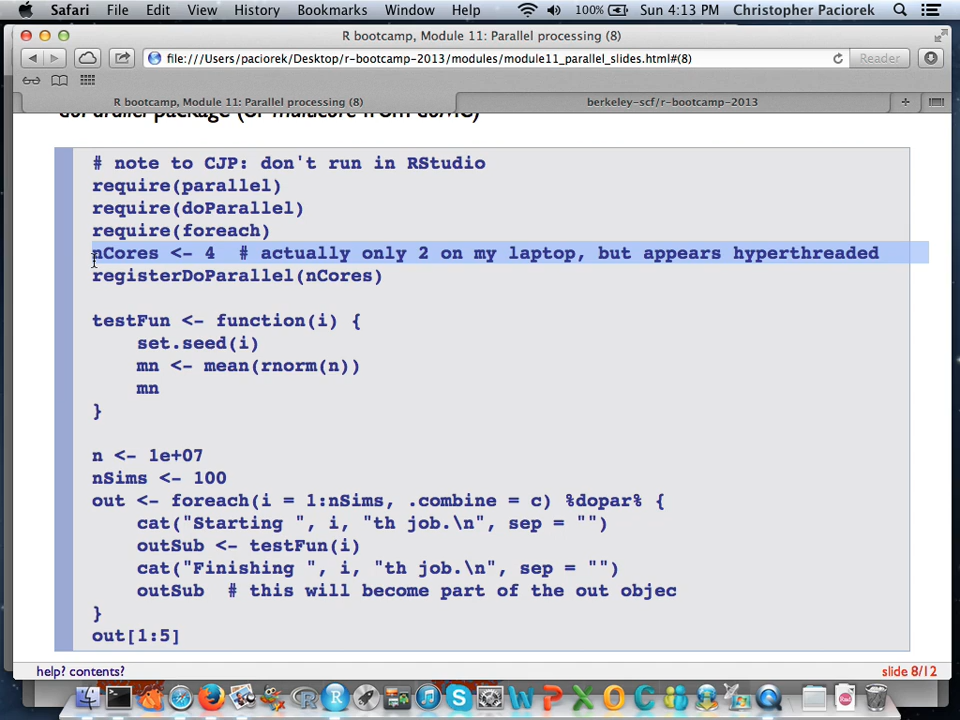 Safari File Edit View History Bookmarks Window Help 100% Sun 4:13 PM Christopher Paciorek
R bootcamp, Module 11: Parallel processing (8)
file:///Users/paciorek/Desktop/r-bootcamp-2013/modules/module11_parallel_slides.html#(8) Reader
R bootcamp, Module 11: Parallel processing (8) berkeley-scf/r-bootcamp-2013
doParallel package (or multicore from doMC)
# note to CJP: don't run in RStudio
require(parallel)
require(doParallel)
require(foreach)
nCores <- 4  # actually only 2 on my laptop, but appears hyperthreaded
registerDoParallel(nCores)
testFun <- function(i) {
    set.seed(i)
    mn <- mean(rnorm(n))
    mn
}
n <- 1e+07
nSims <- 100
out <- foreach(i = 1:nSims, .combine = c) %dopar% {
    cat("Starting ", i, "th job.\n", sep = "")
    outSub <- testFun(i)
    cat("Finishing ", i, "th job.\n", sep = "")
    outSub  # this will become part of the out objec
}
out[1:5]
help? contents? slide 8/12